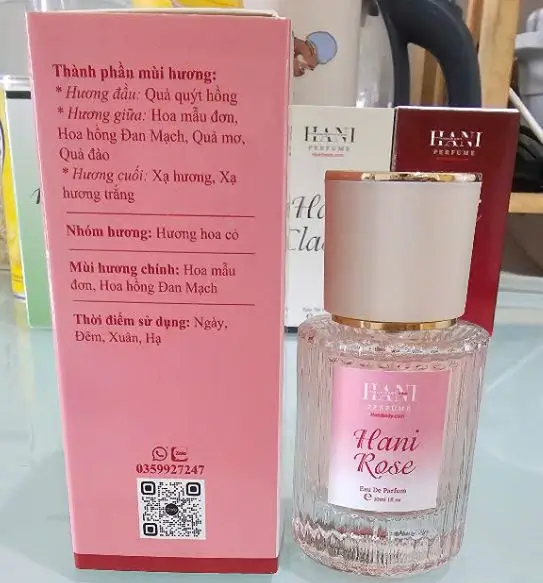 Thành phần mùi hương:
* Hương đầu: Quả quýt hồng
* Hương giữa: Hoa mẫu đơn,
Hoa hồng Đan Mạch, Quả mơ,
Quả đào
* Hương cuối: Xạ hương, Xạ
hương trắng
Nhóm hương: Hương hoa cỏ
Mùi hương chính: Hoa mẫu
đơn, Hoa hồng Đan Mạch
Thời điểm sử dụng: Ngày,
Đêm, Xuân, Hạ
Zalo
0359927247
HANI
PERFUME
HANI
PERFUME
HANI
PERFUME
Hani
Rose
Eau De Parfum